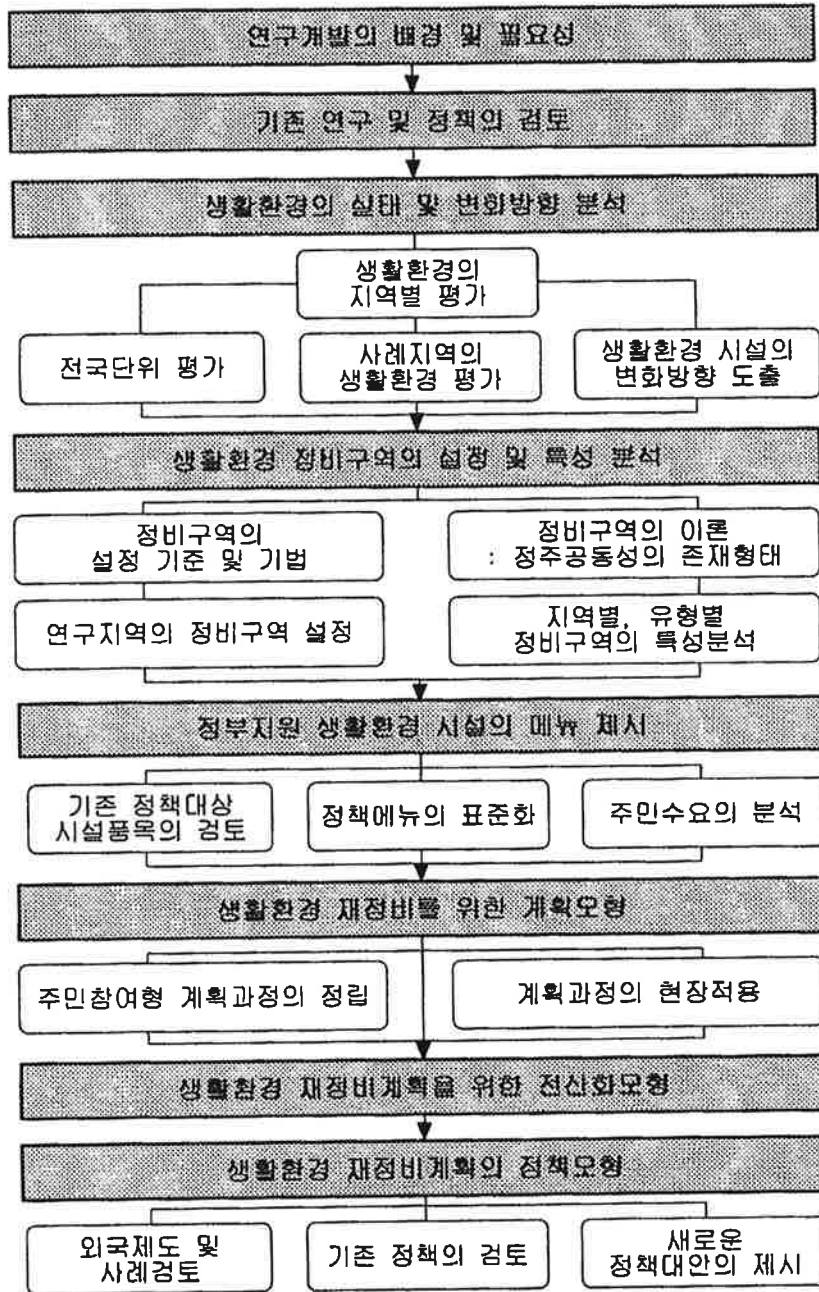 연구개발의 배경 및 필요성
기존 연구 및 정책의 검토
생활환경의 실태 및 변화방향 분석
생활환경의
지역별 평가
전국단위 평가
사례지역의
생활환경 평가
생활환경 시설의
변화방향 도출
생활환경 정비구역의 설정 및 특성 분석
정비구역의
설정 기준 및 기법
정비구역의 이론
: 정주공동성의 존재형태
연구지역의 정비구역 설정
지역별, 유형별
정비구역의 특성분석
정부지원 생활환경 시설의 메뉴 제시
기존 정책대상
시설품목의 검토
정책메뉴의 표준화
주민수요의 분석
생활환경 재정비를 위한 계획모형
주민참여형 계획과정의 정립
계획과정의 현장적용
생활환경 재정비계획을 위한 전산화모형
생활환경 재정비계획의 정책모형
외국제도 및
사례검토
기존 정책의 검토
새로운
정책대안의 제시